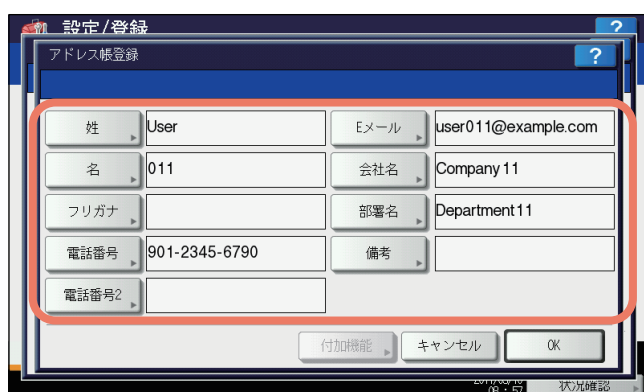 設定/登録 ?
アドレス帳登録 ?
姓 User Eメール user011@example.com
名 011 会社名 Company 11
フリガナ 部署名 Department11
電話番号 901-2345-6790 備考
電話番号2
付加機能 キャンセル OK
状況確認